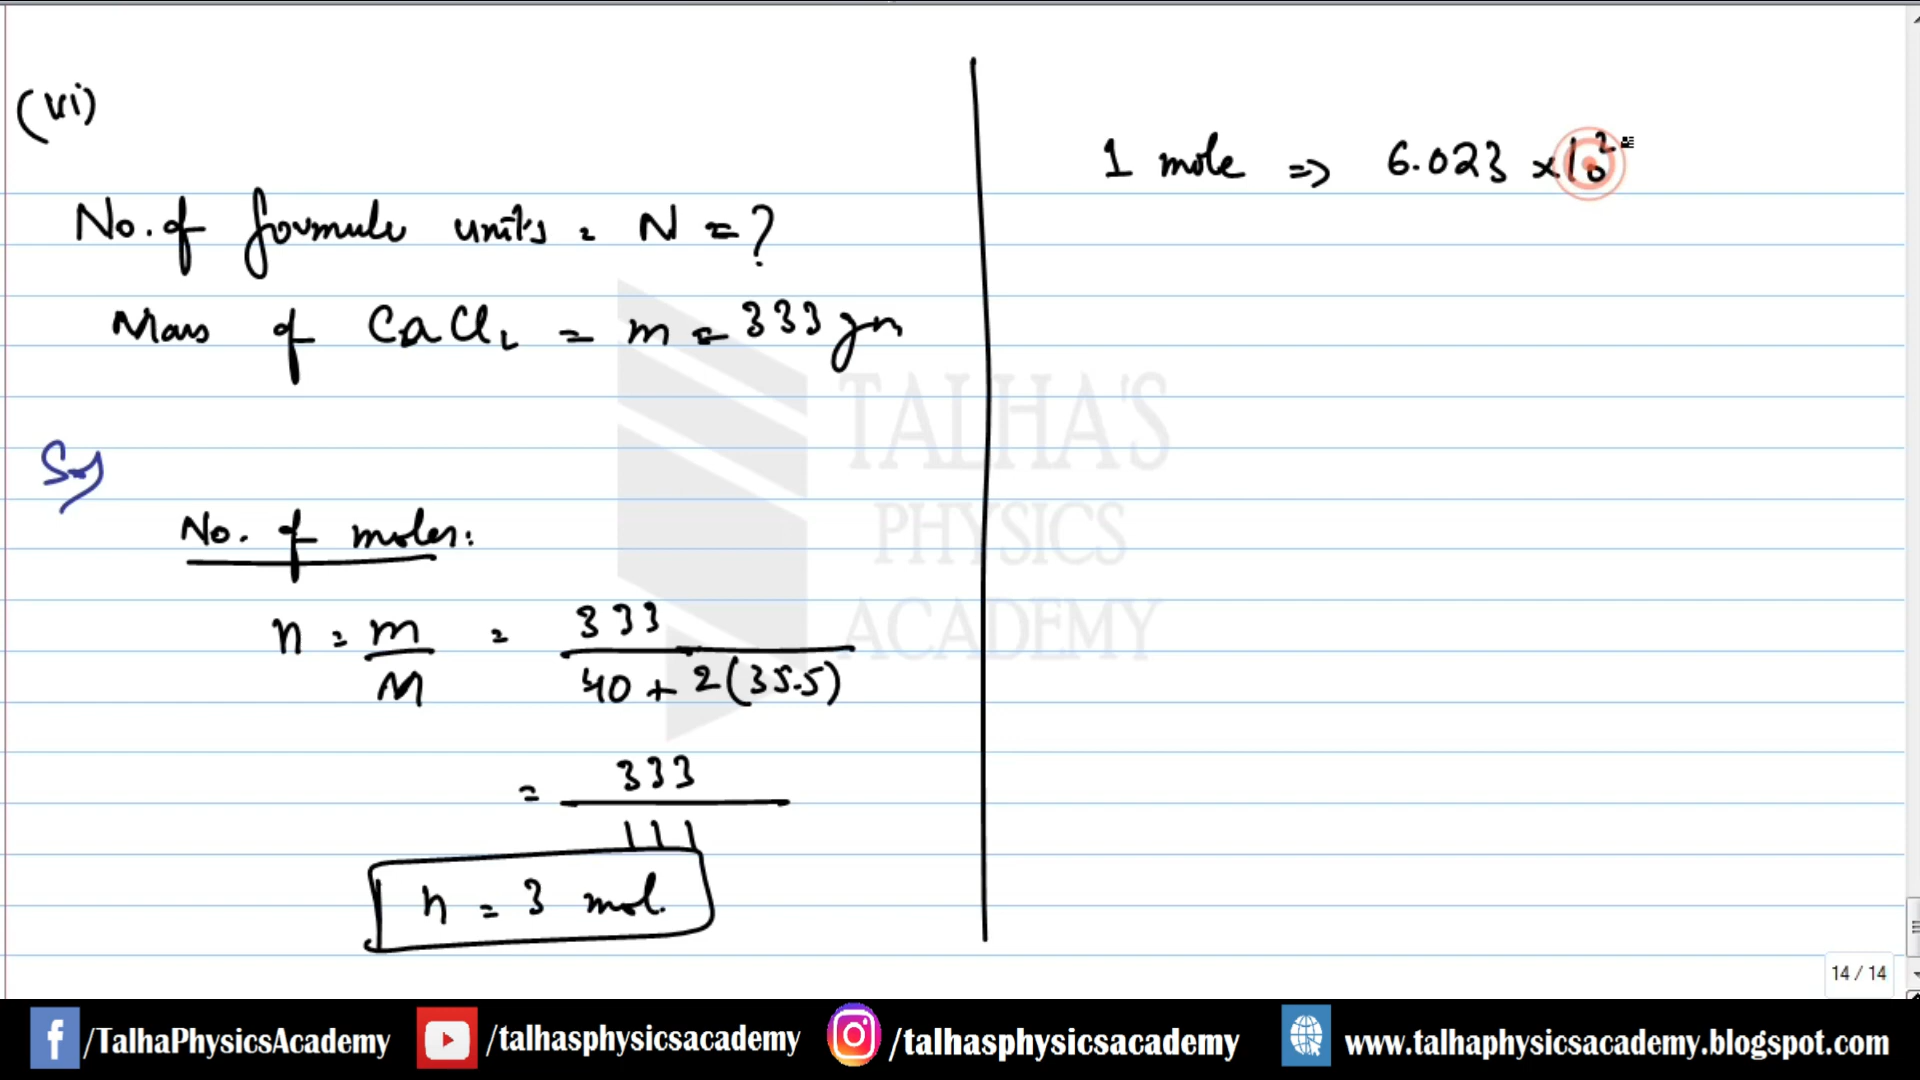 (vi)
No. of formula units = N = ?
Mass of CaCl₂ = m = 333 gm
Sol
No. of moles:
n = m/M = 333/40 + 2(35.5)
= 333/111
n = 3 mol.
1 mole => 6.023 × 10²
TALHA'S
PHYSICS
ACADEMY
14 / 14
/TalhaPhysicsAcademy /talhasphysicsacademy /talhasphysicsacademy www.talhaphysicsacademy.blogspot.com